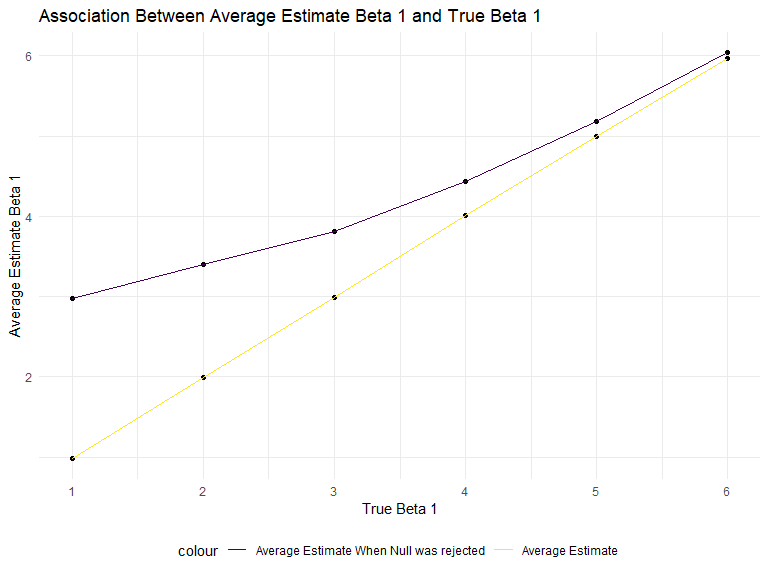 Association Between Average Estimate Beta 1 and True Beta 1
Average Estimate Beta 1
6
4
2
1 2 3 4 5 6
True Beta 1
colour Average Estimate When Null was rejected Average Estimate